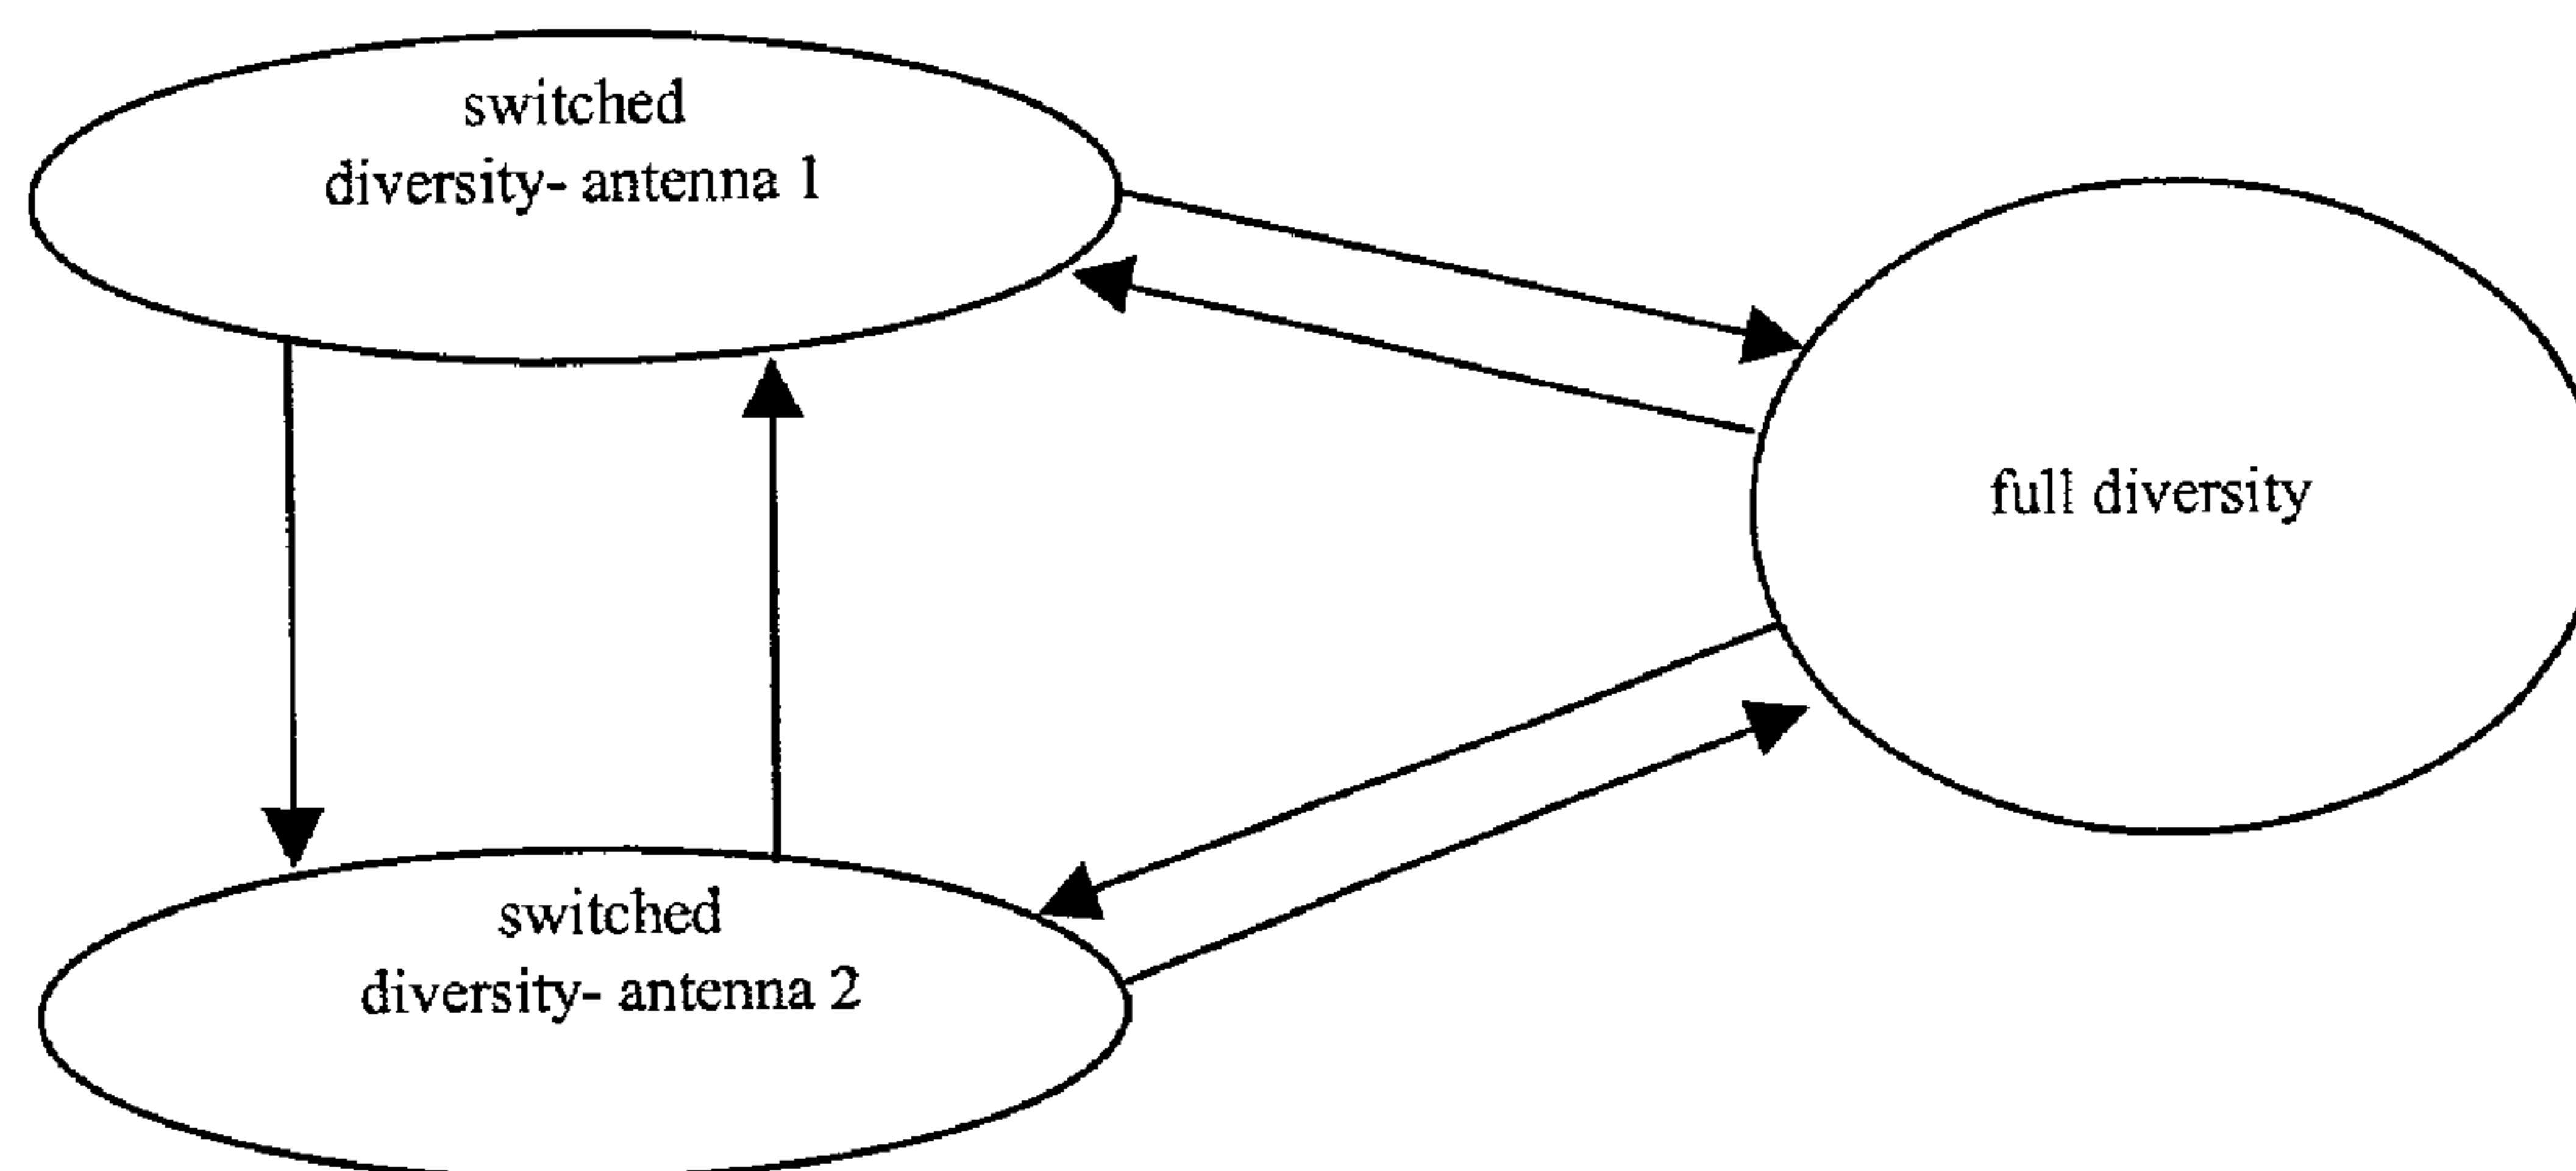 switched
diversity- antenna 1
full diversity
switched
diversity- antenna 2